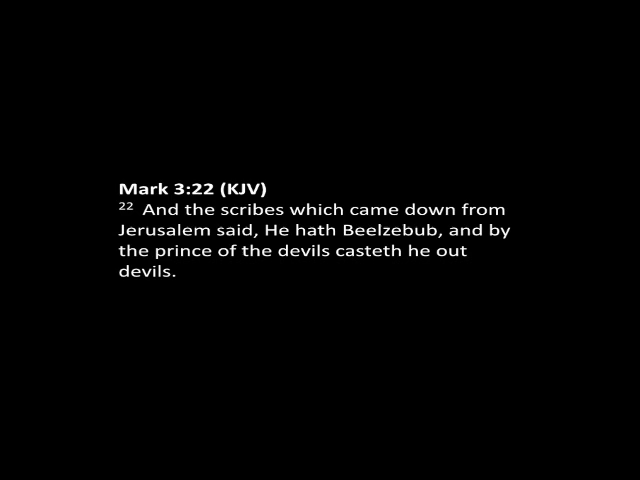 Mark 3:22 (KJV)
22 And the scribes which came down from
Jerusalem said, He hath Beelzebub, and by
the prince of the devils casteth he out
devils.